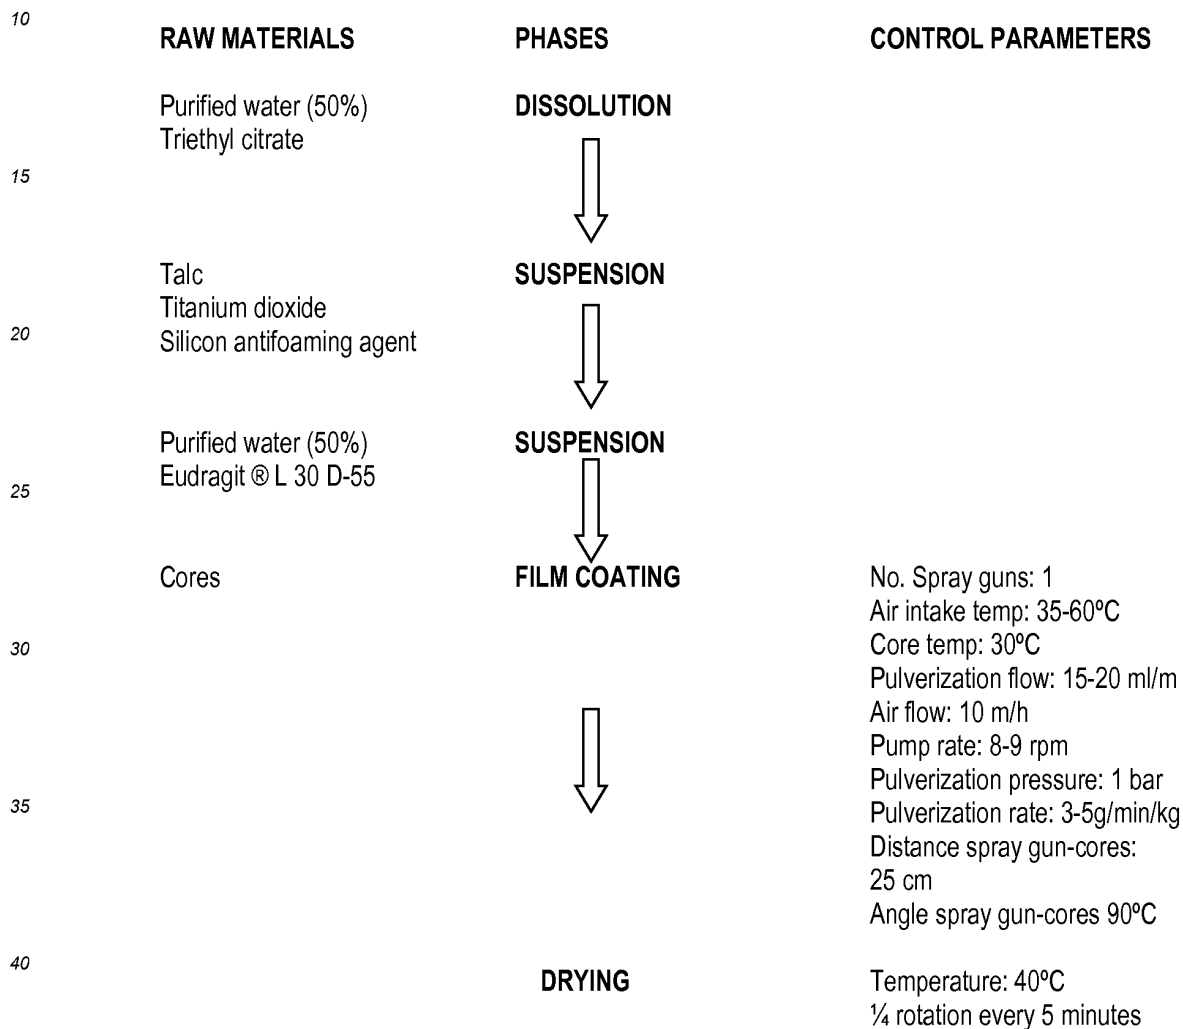 10
RAW MATERIALS PHASES CONTROL PARAMETERS
Purified water (50%) DISSOLUTION
Triethyl citrate
15
Talc SUSPENSION
Titanium dioxide
20
Silicon antifoaming agent
Purified water (50%) SUSPENSION
Eudragit ® L 30 D-55
25
Cores FILM COATING No. Spray guns: 1
Air intake temp: 35-60ºC
30
Core temp: 30ºC
Pulverization flow: 15-20 ml/m
Air flow: 10 m/h
Pump rate: 8-9 rpm
Pulverization pressure: 1 bar
35
Pulverization rate: 3-5g/min/kg
Distance spray gun-cores:
25 cm
Angle spray gun-cores 90ºC
40
DRYING Temperature: 40ºC
¼ rotation every 5 minutes